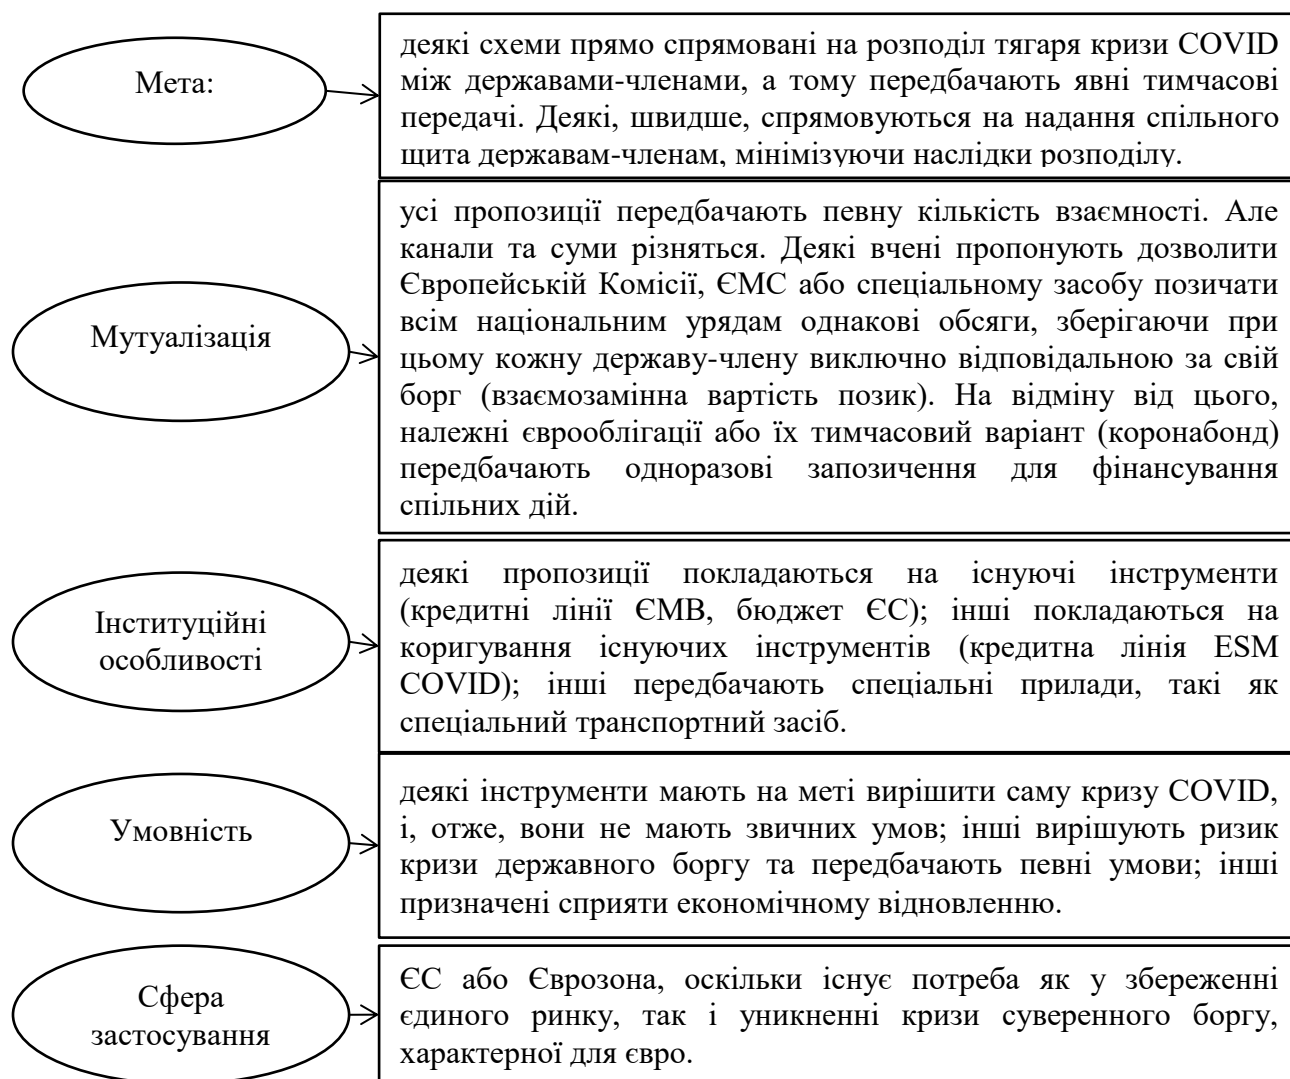 Мета:
деякі схеми прямо спрямовані на розподіл тягаря кризи COVID
між державами-членами, а тому передбачають явні тимчасові
передачі. Деякі, швидше, спрямовуються на надання спільного
щита державам-членам, мінімізуючи наслідки розподілу.
Мутуалізація
усі пропозиції передбачають певну кількість взаємності. Але
канали та суми різняться. Деякі вчені пропонують дозволити
Європейській Комісії, ЄМС або спеціальному засобу позичати
всім національним урядам однакові обсяги, зберігаючи при
цьому кожну державу-члену виключно відповідальною за свій
борг (взаємозамінна вартість позик). На відміну від цього,
належні єврооблігації або їх тимчасовий варіант (коронабонд)
передбачають одноразові запозичення для фінансування
спільних дій.
Інституційні
особливості
деякі пропозиції покладаються на існуючі інструменти
(кредитні лінії ЄМВ, бюджет ЄС); інші покладаються на
коригування існуючих інструментів (кредитна лінія ESM
COVID); інші передбачають спеціальні прилади, такі як
спеціальний транспортний засіб.
Умовність
деякі інструменти мають на меті вирішити саму кризу COVID,
і, отже, вони не мають звичних умов; інші вирішують ризик
кризи державного боргу та передбачають певні умови; інші
призначені сприяти економічному відновленню.
Сфера
застосування
ЄС або Єврозона, оскільки існує потреба як у збереженні
єдиного ринку, так і уникненні кризи суверенного боргу,
характерної для євро.